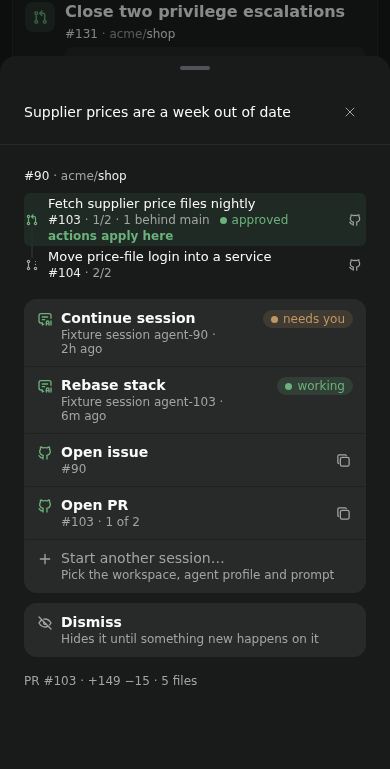 Close two privilege escalations
#131 · acme/shop
Supplier prices are a week out of date
#90 · acme/shop
Fetch supplier price files nightly
#103 · 1/2 · 1 behind main approved
actions apply here
Move price-file login into a service
#104 · 2/2
Continue session needs you
Fixture session agent-90 ·
2h ago
Rebase stack working
Fixture session agent-103 ·
6m ago
Open issue
#90
Open PR
#103 · 1 of 2
Start another session…
Pick the workspace, agent profile and prompt
Dismiss
Hides it until something new happens on it
PR #103 · +149 −15 · 5 files